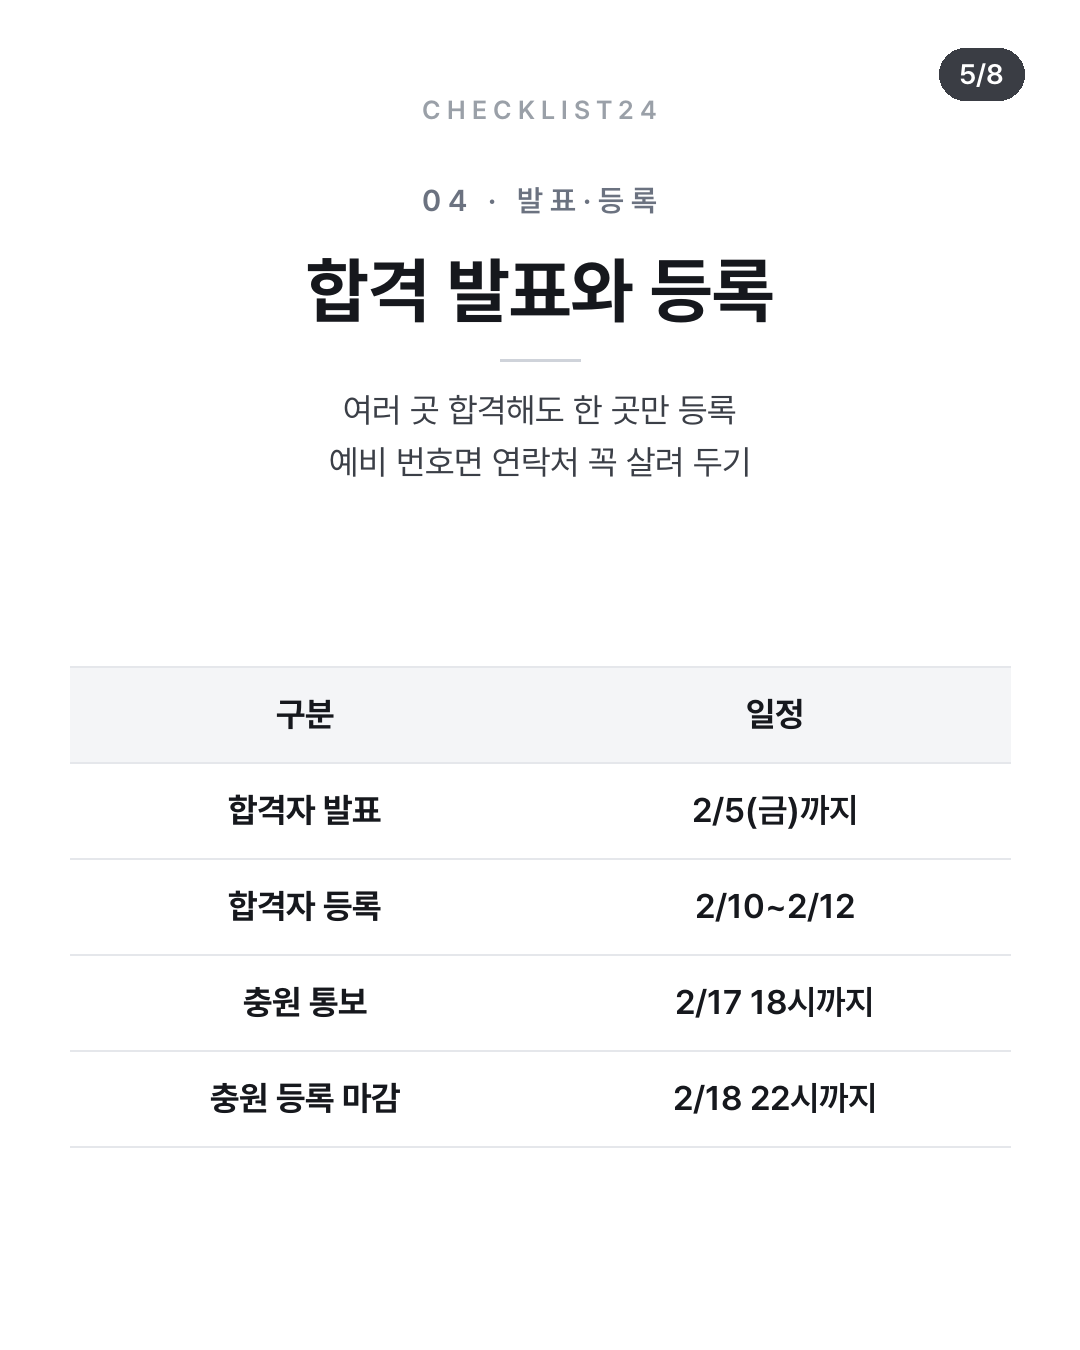 5/8
CHECKLIST24
04 · 발표·등록
합격 발표와 등록
여러 곳 합격해도 한 곳만 등록
예비 번호면 연락처 꼭 살려 두기
구분 일정
합격자 발표 2/5(금)까지
합격자 등록 2/10~2/12
충원 통보 2/17 18시까지
충원 등록 마감 2/18 22시까지